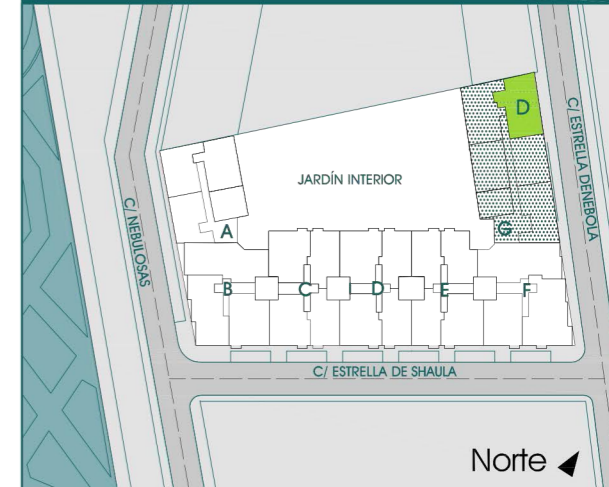 D
C/ ESTRELLA DENEBOLA
JARDÍN INTERIOR
C/ NEBULOSAS
A
G
B
C
D
E
F
C/ ESTRELLA DE SHAULA
Norte